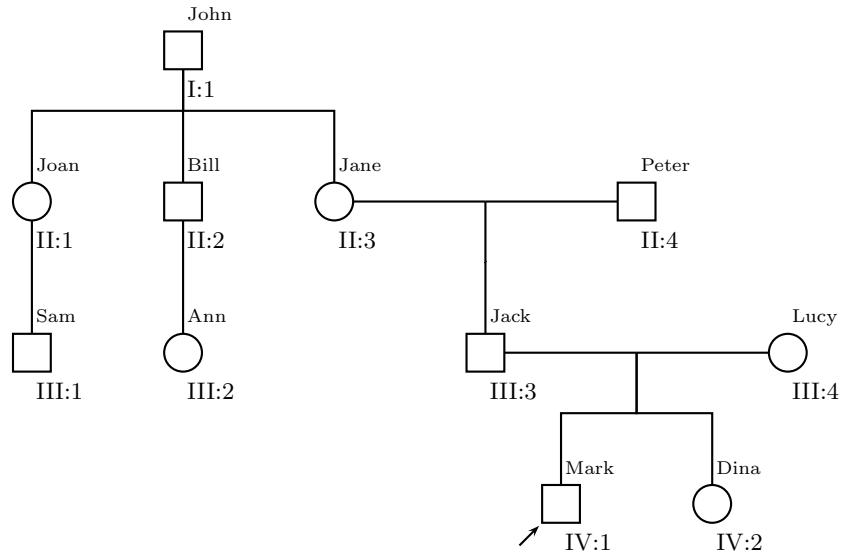 John
I:1
Joan
Bill
Jane
Peter
II:1
II:2
II:3
II:4
Sam
Ann
Jack
Lucy
III:1
III:2
III:3
III:4
Mark
Dina
IV:1
IV:2